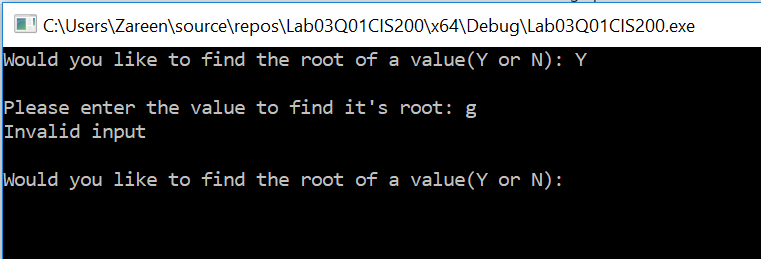 C:\Users\Zareen\source\repos\Lab03Q01CIS200\x64\Debug\Lab03Q01CIS200.exe
Would you like to find the root of a value(Y or N): Y
Please enter the value to find it's root: g
Invalid input
Would you like to find the root of a value(Y or N):